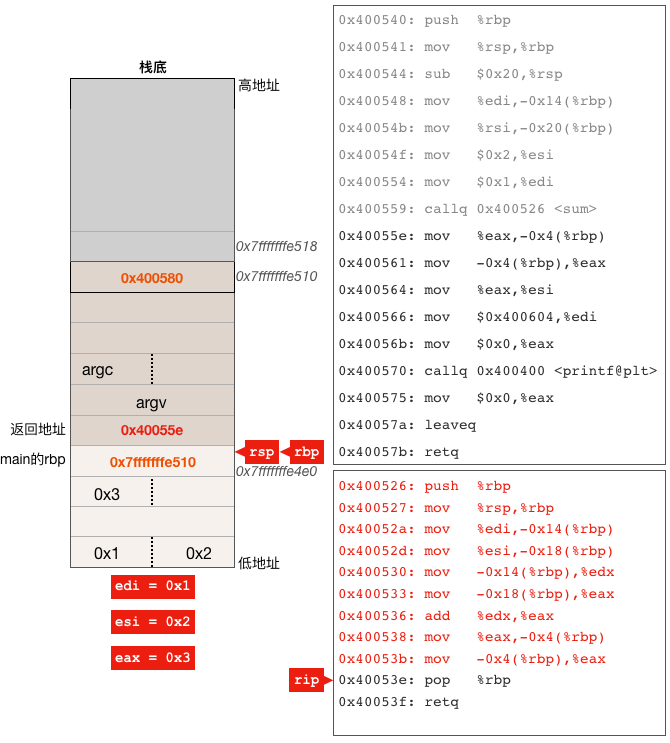 栈底
高地址
0x7fffffffe518
0x400580
0x7fffffffe510
argc
argv
返回地址
0x40055e
rsp
rbp
main的rbp
0x7fffffffe510
0x7fffffffe4e0
0x3
0x1
0x2
低地址
edi = 0x1
esi = 0x2
eax = 0x3
0x400540: push %rbp
0x400541: mov %rsp,%rbp
0x400544: sub $0x20,%rsp
0x400548: mov %edi,-0x14(%rbp)
0x40054b: mov %rsi,-0x20(%rbp)
0x40054f: mov $0x2,%esi
0x400554: mov $0x1,%edi
0x400559: callq 0x400526 <sum>
0x40055e: mov %eax,-0x4(%rbp)
0x400561: mov -0x4(%rbp),%eax
0x400564: mov %eax,%esi
0x400566: mov $0x400604,%edi
0x40056b: mov $0x0,%eax
0x400570: callq 0x400400 <printf@plt>
0x400575: mov $0x0,%eax
0x40057a: leaveq
0x40057b: retq
0x400526: push %rbp
0x400527: mov %rsp,%rbp
0x40052a: mov %edi,-0x14(%rbp)
0x40052d: mov %esi,-0x18(%rbp)
0x400530: mov -0x14(%rbp),%edx
0x400533: mov -0x18(%rbp),%eax
0x400536: add %edx,%eax
0x400538: mov %eax,-0x4(%rbp)
0x40053b: mov -0x4(%rbp),%eax
rip
0x40053e: pop %rbp
0x40053f: retq